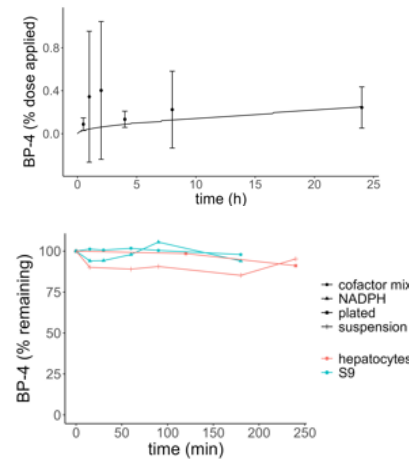 BP-4 (% dose applied)
0.8
0.4
0.0
0
5
10
15
20
25
time (h)
BP-4 (% remaining)
100
75
50
25
0
0
50
100
150
200
250
time (min)
cofactor mix
NADPH
plated
suspension
hepatocytes
S9